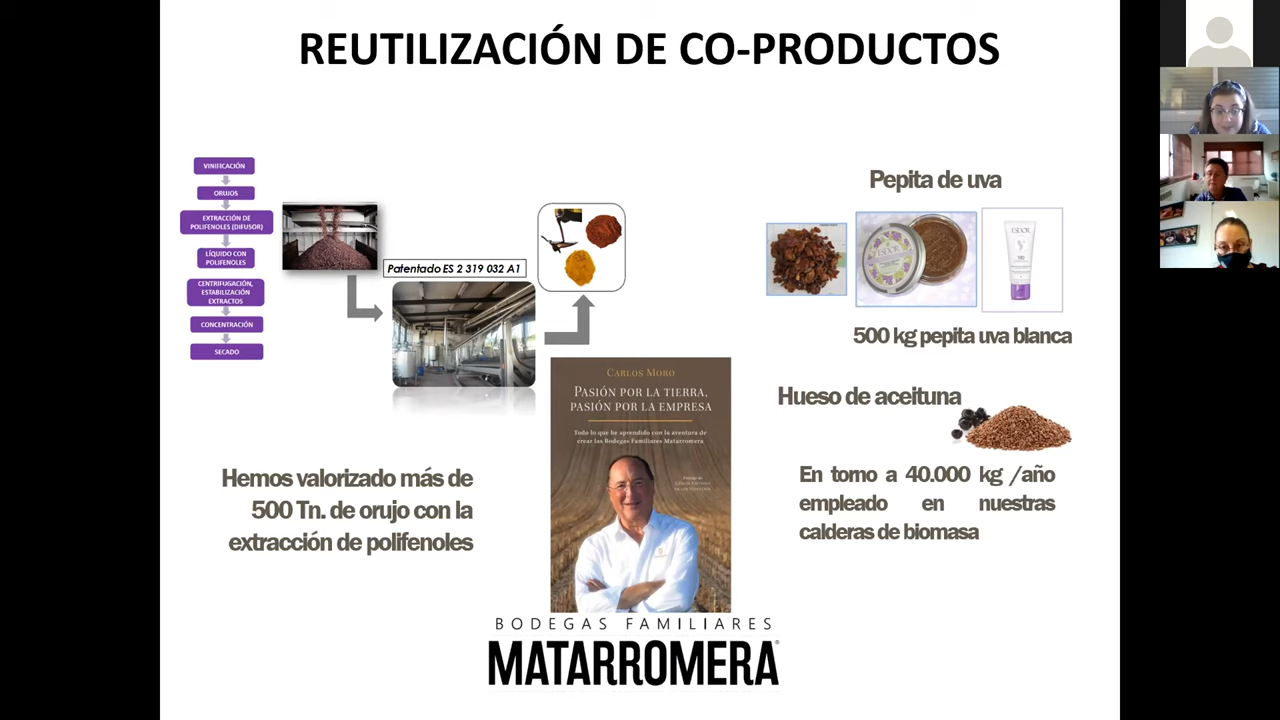 REUTILIZACIÓN DE CO-PRODUCTOS
VINIFICACIÓN
ORUJOS
EXTRACCIÓN DE
POLIFENOLES (DIFUSOR)
LÍQUIDO CON
POLIFENOLES
CENTRIFUGACIÓN,
ESTABILIZACIÓN
EXTRACTOS
CONCENTRACIÓN
SECADO
Patentado ES 2 319 032 A1
Hemos valorizado más de
500 Tn. de orujo con la
extracción de polifenoles
CARLOS MORO
PASIÓN POR LA TIERRA,
PASIÓN POR LA EMPRESA
Todo lo que he aprendido con la aventura de
crear las Bodegas Familiares Matarromera
Pepita de uva
ESDOR
500 kg pepita uva blanca
Hueso de aceituna
En torno a 40.000 kg /año
empleado en nuestras
calderas de biomasa
BODEGAS FAMILIARES
MATARROMERA